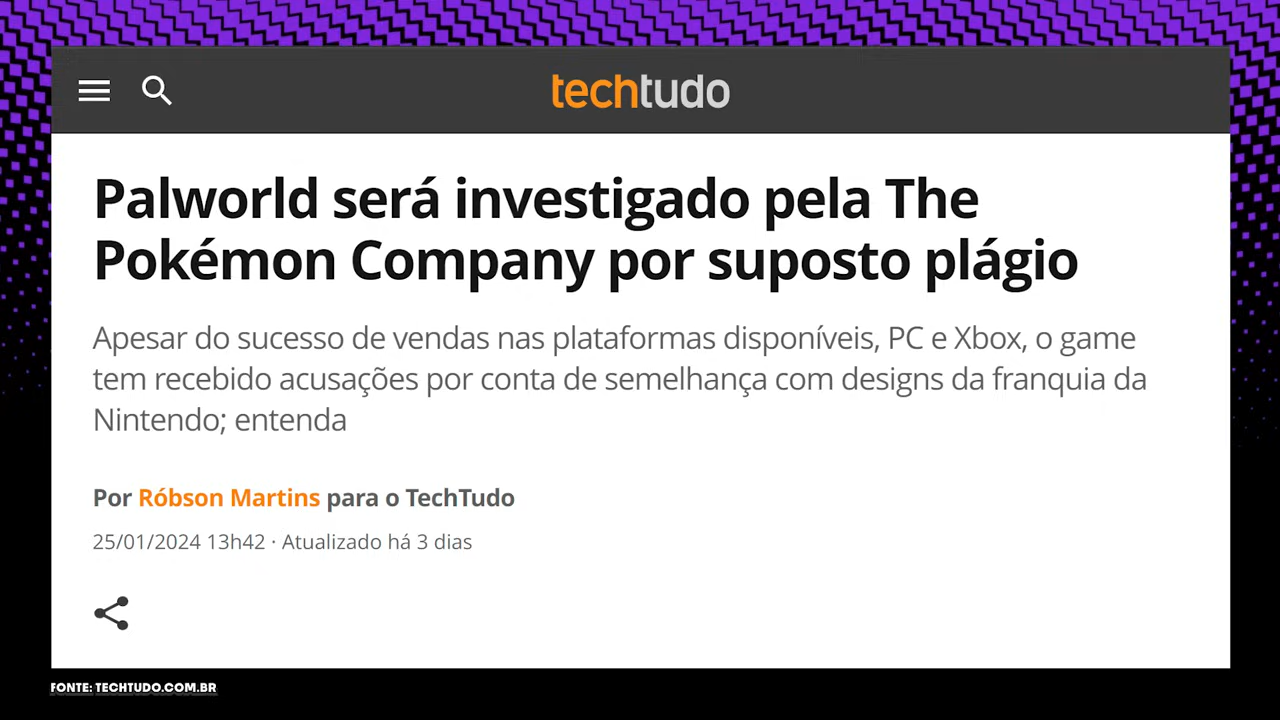 techtudo
Palworld será investigado pela The
Pokémon Company por suposto plágio
Apesar do sucesso de vendas nas plataformas disponíveis, PC e Xbox, o game
tem recebido acusações por conta de semelhança com designs da franquia da
Nintendo; entenda
Por Róbson Martins para o TechTudo
25/01/2024 13h42 · Atualizado há 3 dias
FONTE: TECHTUDO.COM.BR